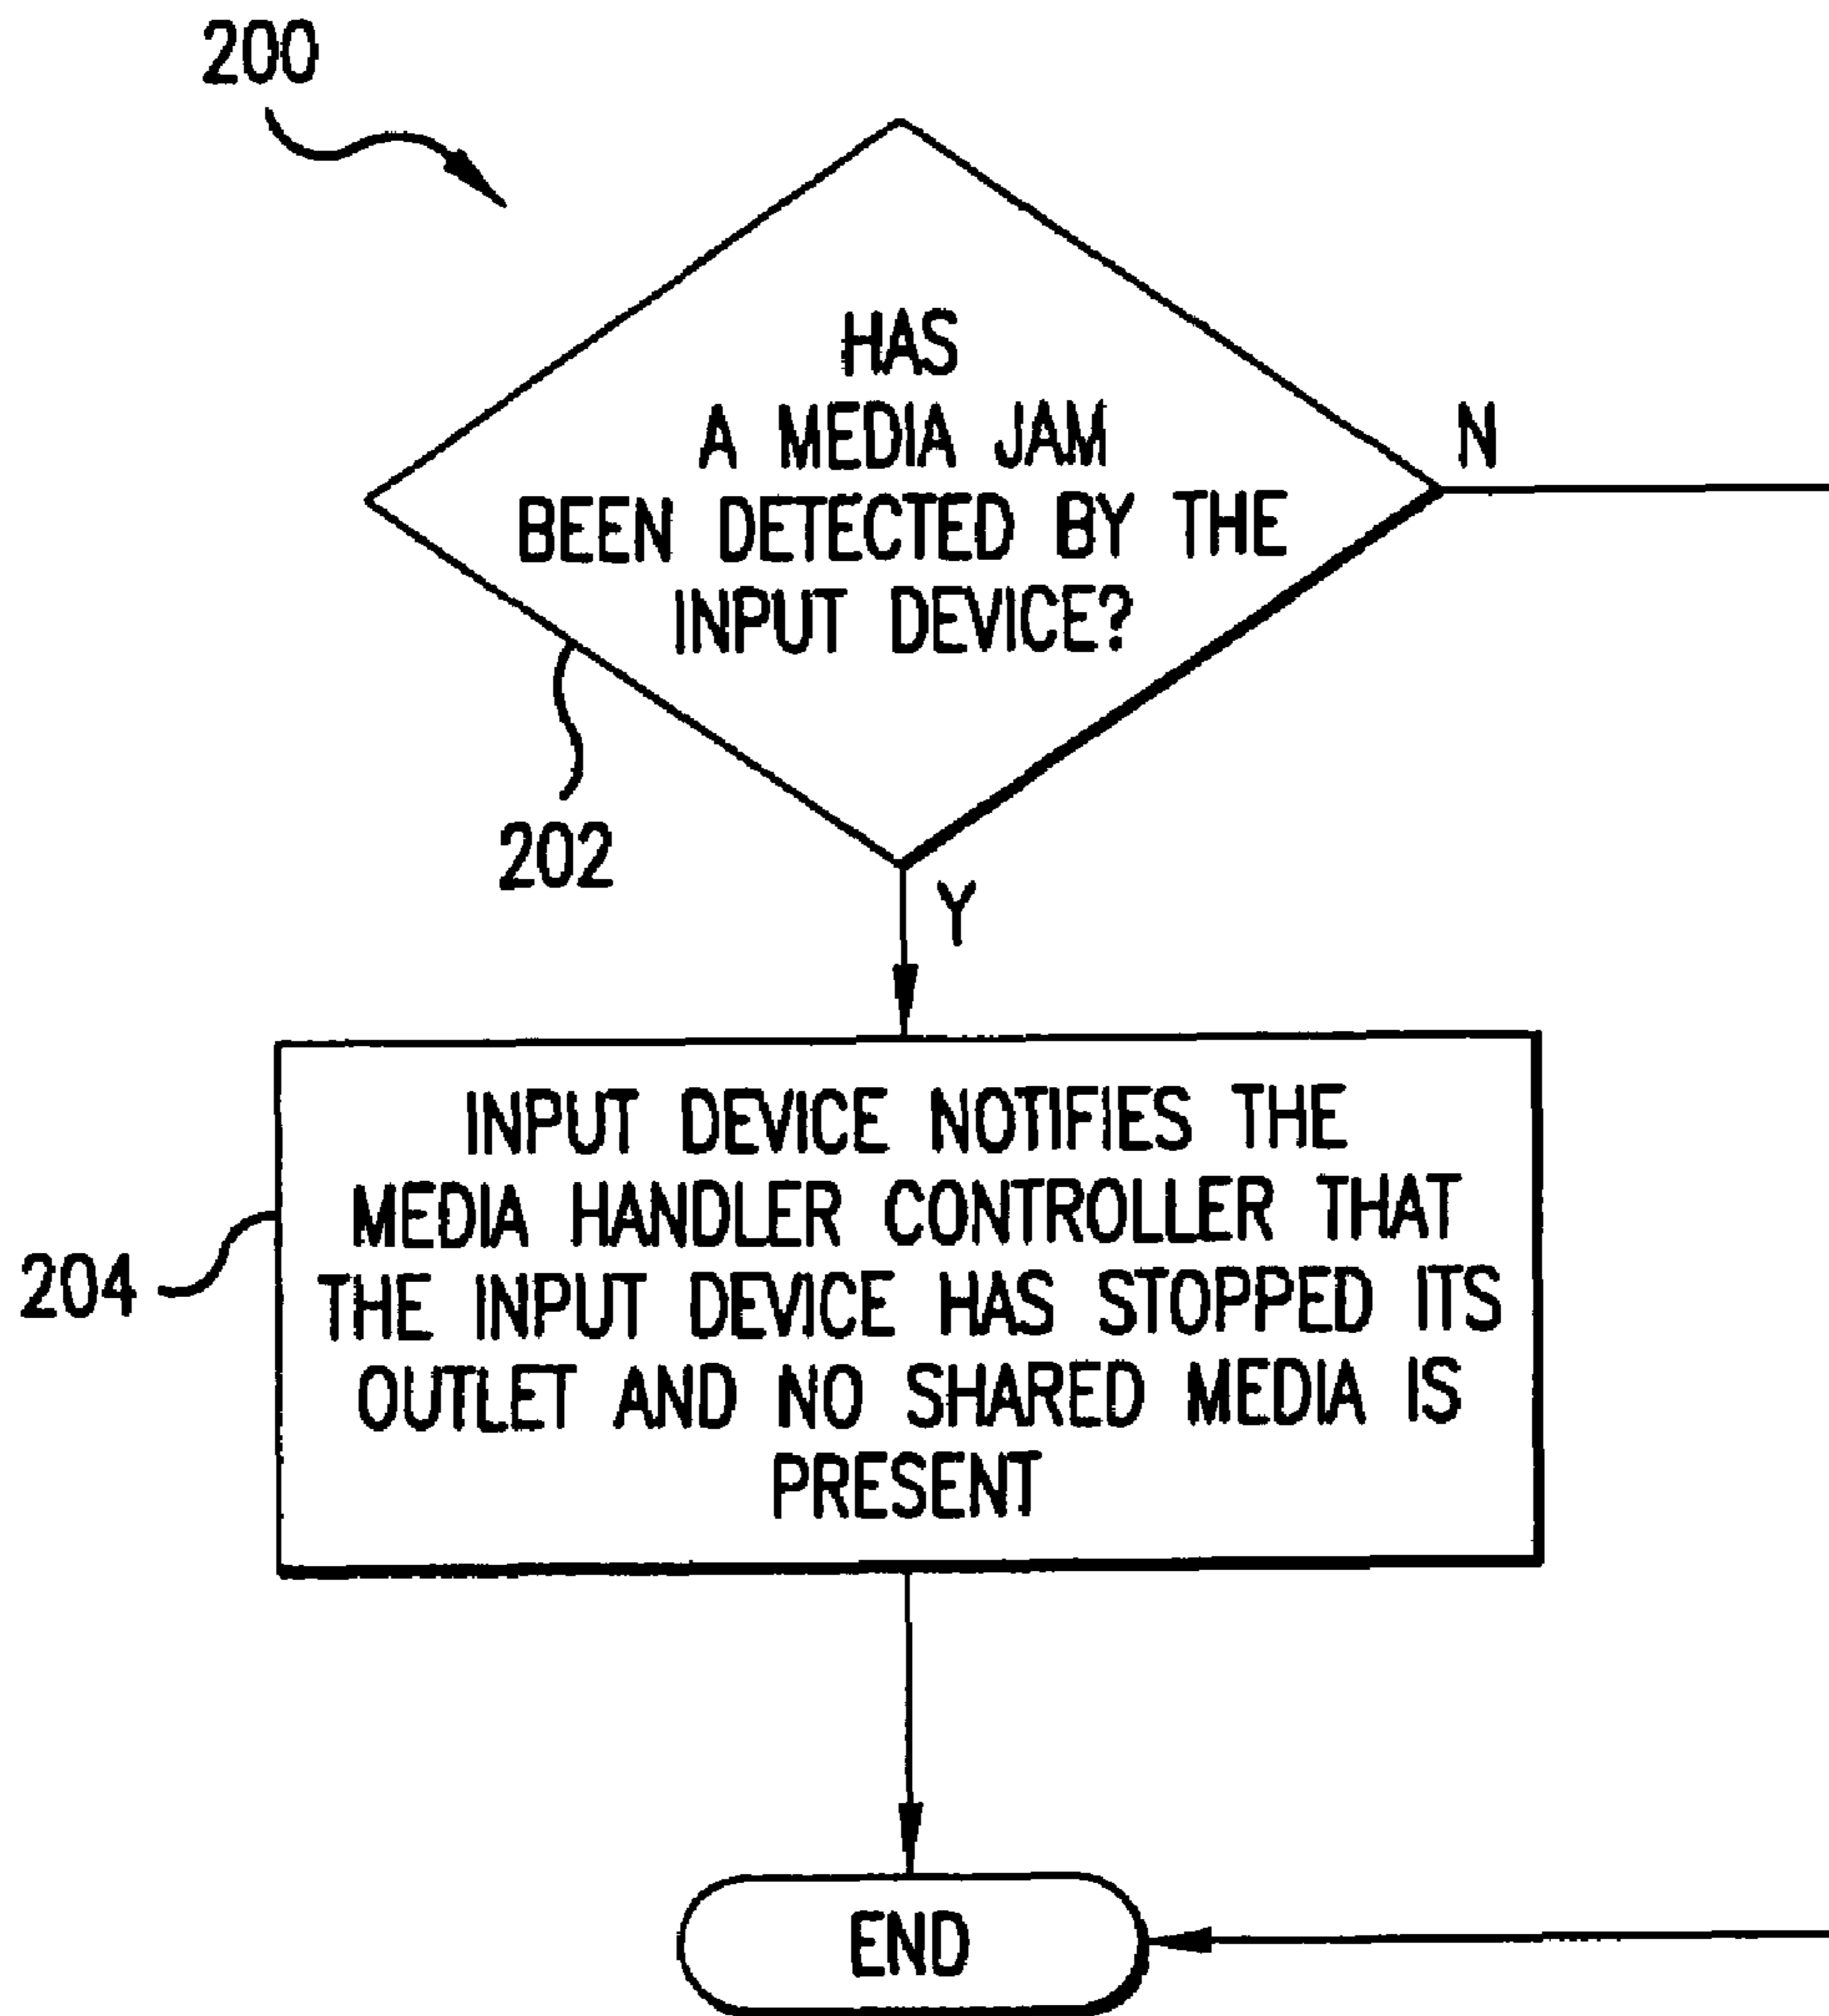 200
HAS
A MEDIA JAM
BEEN DETECTED BY THE
INPUT DEVICE?
N
202
Y
INPUT DEVICE NOTIFIES THE
MEDIA HANDLER CONTROLLER THAT
THE INPUT DEVICE HAS STOPPED ITS
OUTLET AND NO SHARED MEDIA IS
PRESENT
204
END